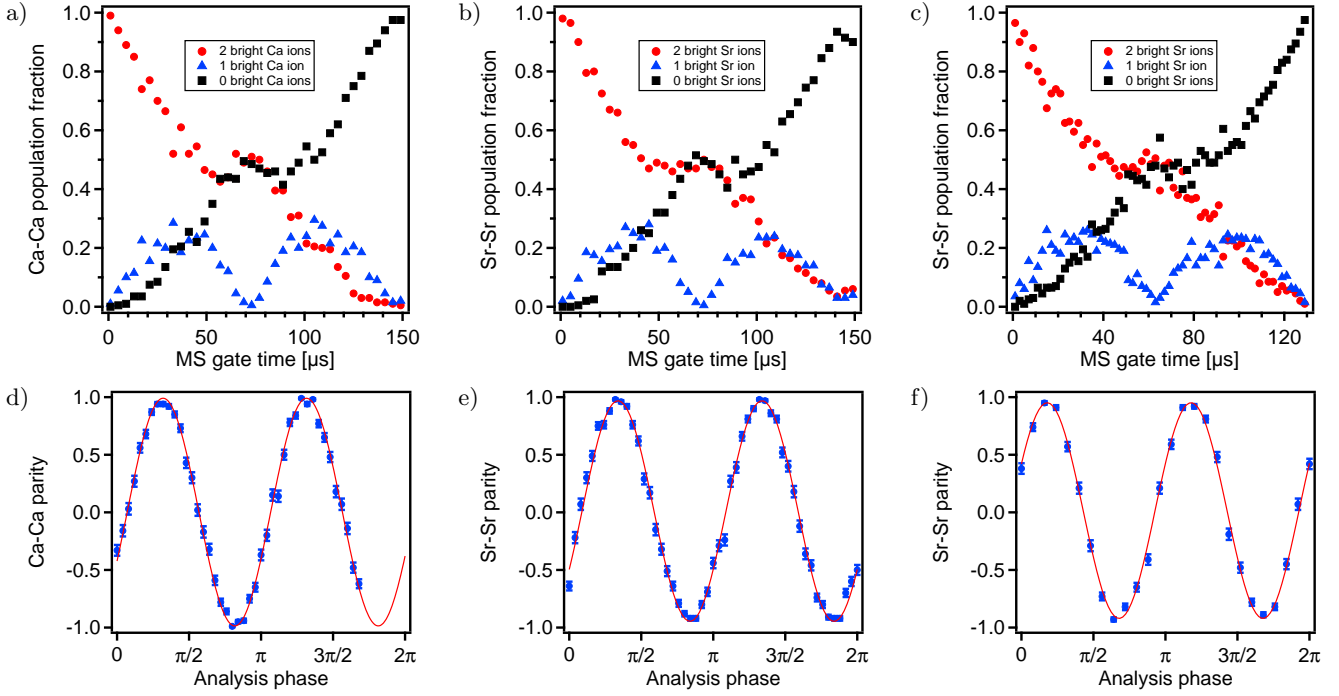 a)
1.0
0.8
0.6
0.4
0.2
0.0
Ca-Ca population fraction
2 bright Ca ions
1 bright Ca ion
0 bright Ca ions
0
50
100
150
MS gate time [µs]
b)
1.0
0.8
0.6
0.4
0.2
0.0
Sr-Sr population fraction
2 bright Sr ions
1 bright Sr ion
0 bright Sr ions
0
50
100
150
MS gate time [µs]
c)
1.0
0.8
0.6
0.4
0.2
0.0
Sr-Sr population fraction
2 bright Sr ions
1 bright Sr ion
0 bright Sr ions
0
40
80
120
MS gate time [µs]
d)
1.0
0.5
0.0
-0.5
-1.0
Ca-Ca parity
0
π/2
π
3π/2
2π
Analysis phase
e)
1.0
0.5
0.0
-0.5
-1.0
Sr-Sr parity
0
π/2
π
3π/2
2π
Analysis phase
f)
1.0
0.5
0.0
-0.5
-1.0
Sr-Sr parity
0
π/2
π
3π/2
2π
Analysis phase